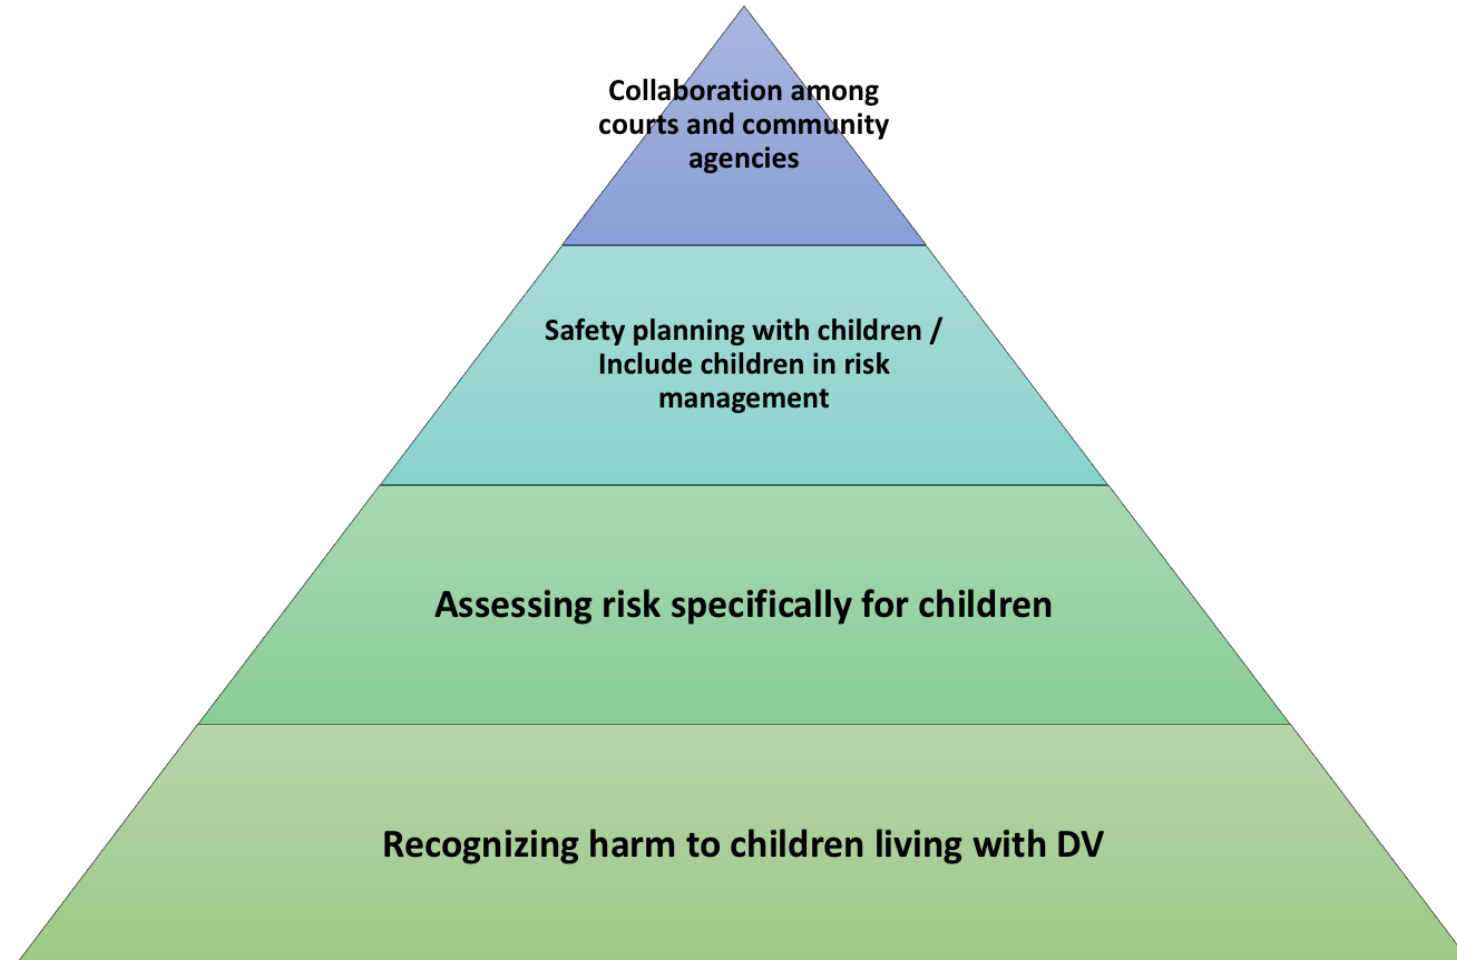 Collaboration among
courts and community
agencies
Safety planning with children /
Include children in risk
management
Assessing risk specifically for children
Recognizing harm to children living with DV